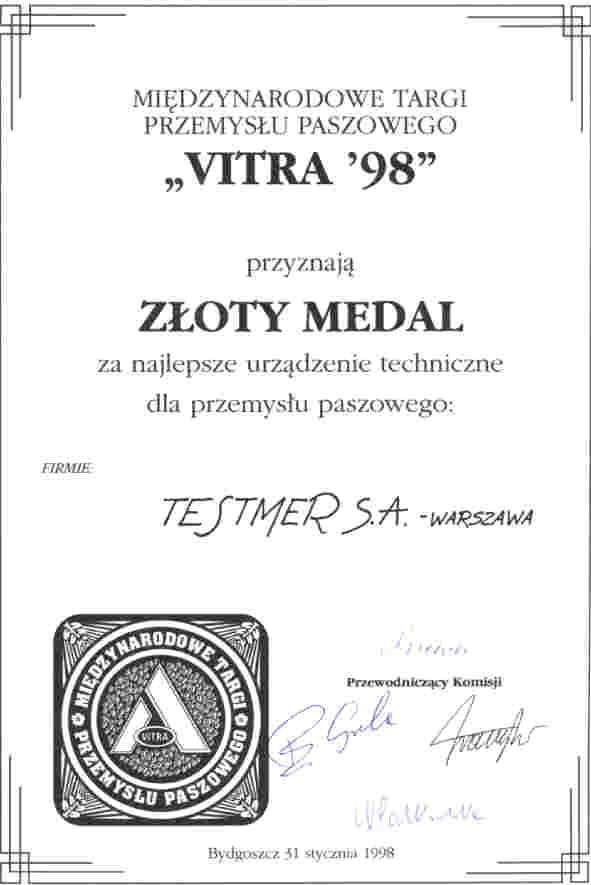 MIĘDZYNARODOWE TARGI
PRZEMYSŁU PASZOWEGO
„VITRA ’98”
przyznają
ZŁOTY MEDAL
za najlepsze urządzenie techniczne
dla przemysłu paszowego:
FIRMIE:
TESTMER S.A. - WARSZAWA
MIĘDZYNARODOWE TARGI
VITRA
PRZEMYSŁU PASZOWEGO
Przewodniczący Komisji
Bydgoszcz 31 stycznia 1998